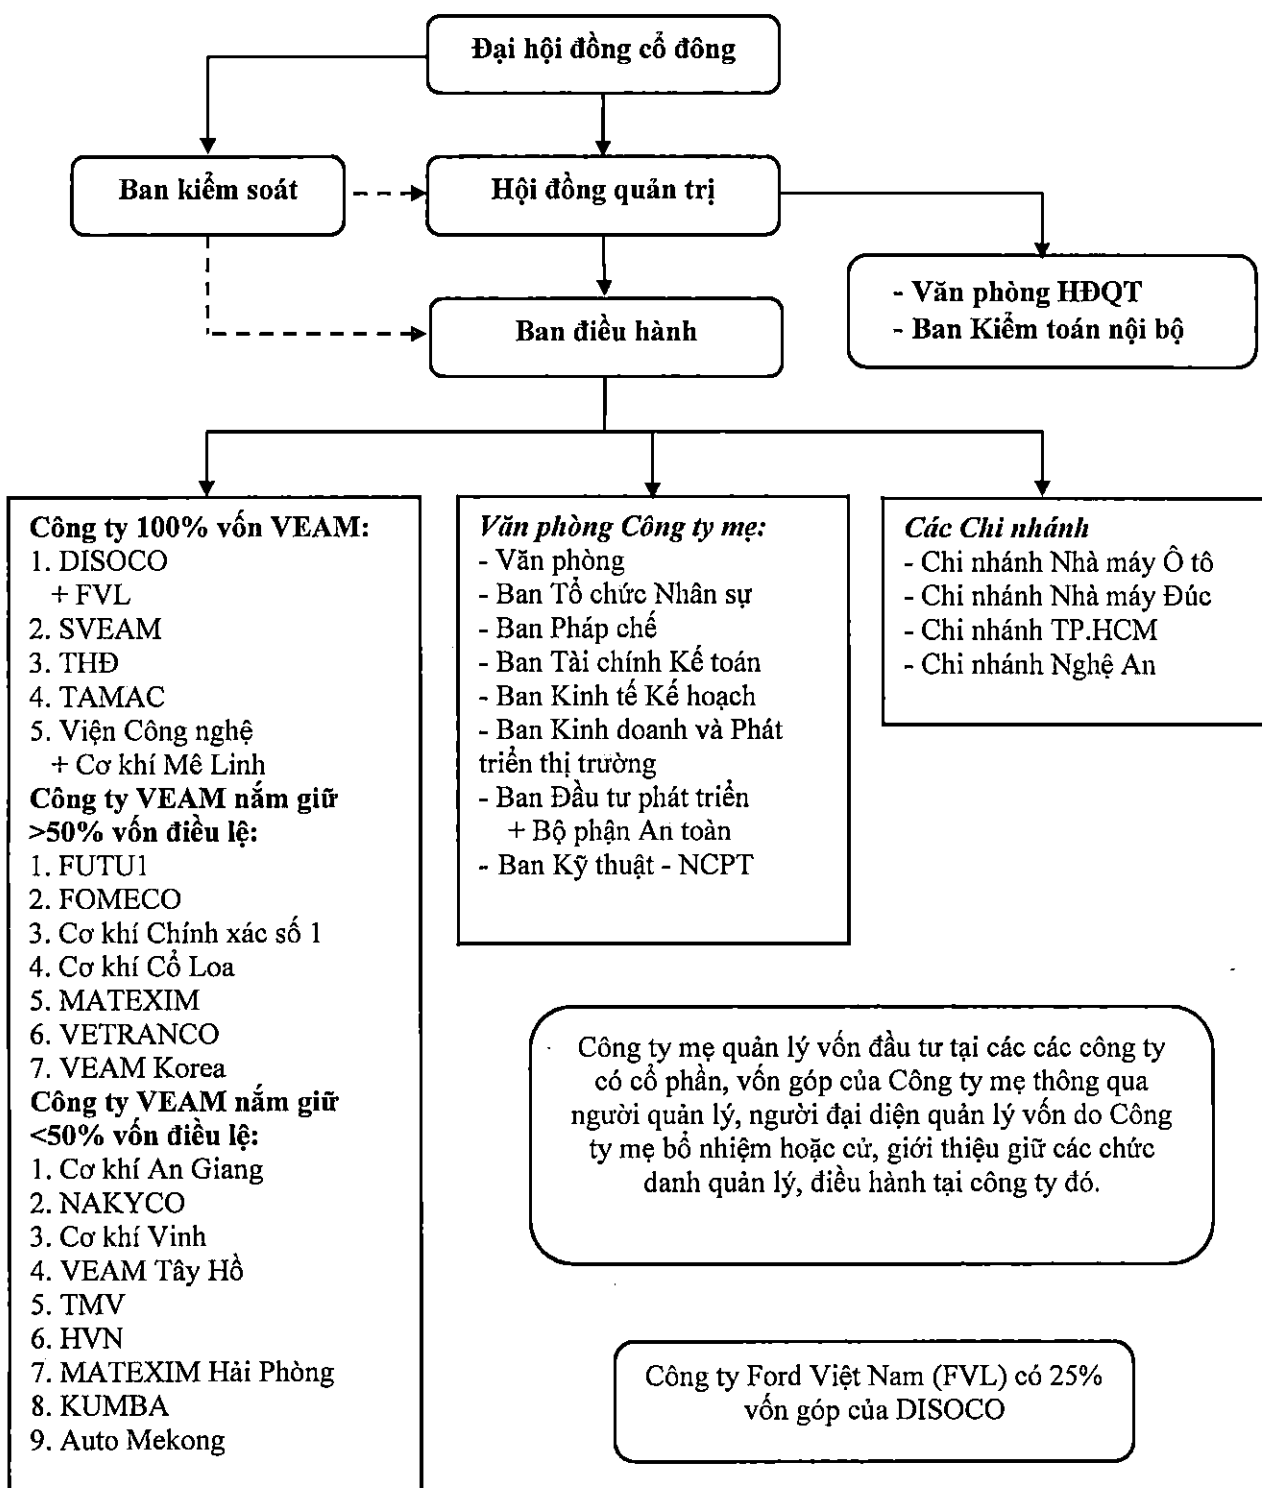 Đại hội đồng cổ đông
Ban kiểm soát
Hội đồng quản trị
- Văn phòng HĐQT
- Ban Kiểm toán nội bộ
Ban điều hành
Công ty 100% vốn VEAM:
1. DISOCO
+ FVL
2. SVEAM
3. THĐ
4. TAMAC
5. Viện Công nghệ
+ Cơ khí Mê Linh
Công ty VEAM nắm giữ
>50% vốn điều lệ:
1. FUTU1
2. FOMECO
3. Cơ khí Chính xác số 1
4. Cơ khí Cổ Loa
5. MATEXIM
6. VETRANCO
7. VEAM Korea
Công ty VEAM nắm giữ
<50% vốn điều lệ:
1. Cơ khí An Giang
2. NAKYCO
3. Cơ khí Vinh
4. VEAM Tây Hồ
5. TMV
6. HVN
7. MATEXIM Hải Phòng
8. KUMBA
9. Auto Mekong
Văn phòng Công ty mẹ:
- Văn phòng
- Ban Tổ chức Nhân sự
- Ban Pháp chế
- Ban Tài chính Kế toán
- Ban Kinh tế Kế hoạch
- Ban Kinh doanh và Phát
triển thị trường
- Ban Đầu tư phát triển
+ Bộ phận An toàn
- Ban Kỹ thuật - NCPT
Các Chi nhánh
- Chi nhánh Nhà máy Ô tô
- Chi nhánh Nhà máy Đúc
- Chi nhánh TP.HCM
- Chi nhánh Nghệ An
Công ty mẹ quản lý vốn đầu tư tại các các công ty
có cổ phần, vốn góp của Công ty mẹ thông qua
người quản lý, người đại diện quản lý vốn do Công
ty mẹ bổ nhiệm hoặc cử, giới thiệu giữ các chức
danh quản lý, điều hành tại công ty đó.
Công ty Ford Việt Nam (FVL) có 25%
vốn góp của DISOCO